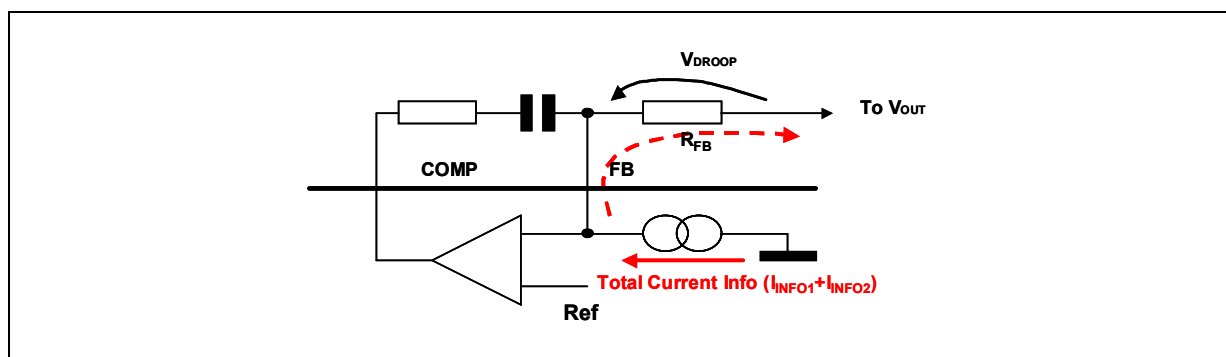 VDROOP
To VOUT
RFB
COMP
FB
Total Current Info (IINFO1+IINFO2)
Ref